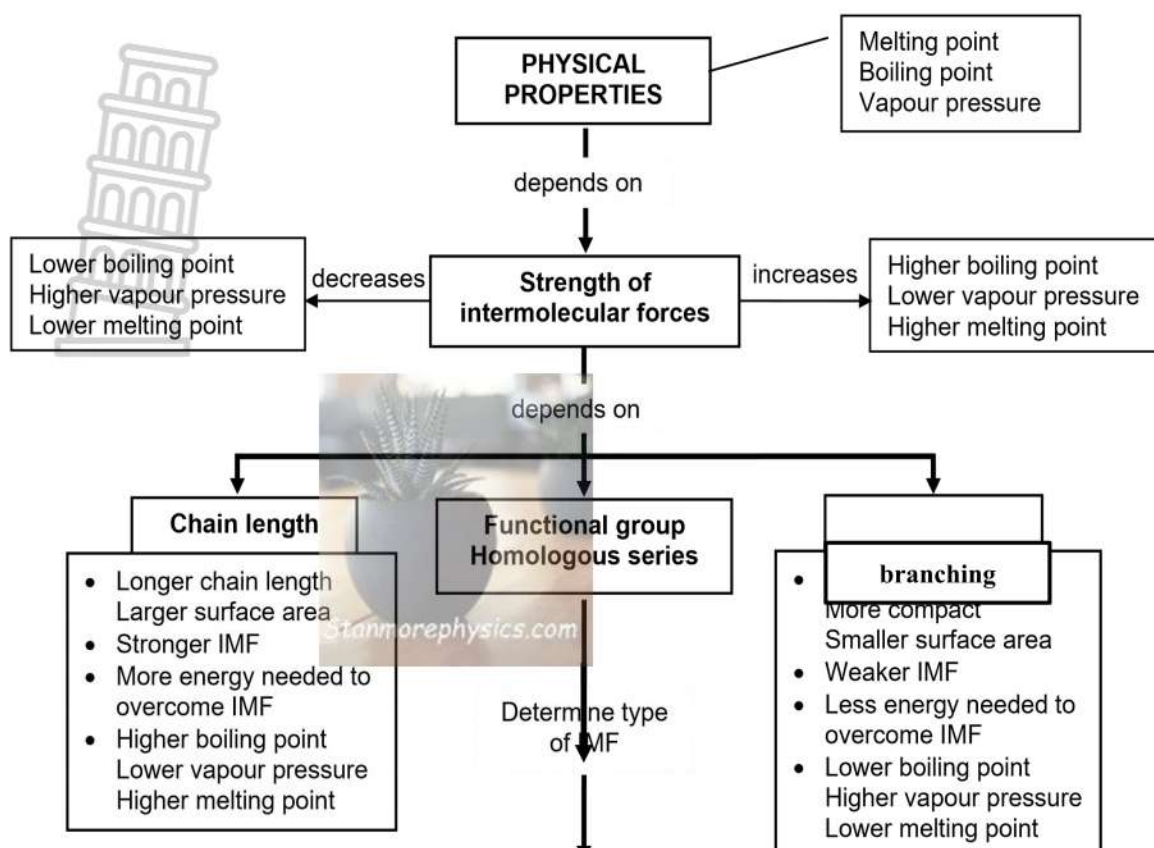 PHYSICAL
PROPERTIES
Melting point
Boiling point
Vapour pressure
depends on
Lower boiling point
Higher vapour pressure
Lower melting point
decreases
Strength of
intermolecular forces
increases
Higher boiling point
Lower vapour pressure
Higher melting point
depends on
Chain length
• Longer chain length
Larger surface area
• Stronger IMF
• More energy needed to
overcome IMF
• Higher boiling point
Lower vapour pressure
Higher melting point
Functional group
Homologous series
Stanmorephysics.com
Determine type
of IMF
branching
•
More compact
Smaller surface area
• Weaker IMF
• Less energy needed to
overcome IMF
• Lower boiling point
Higher vapour pressure
Lower melting point